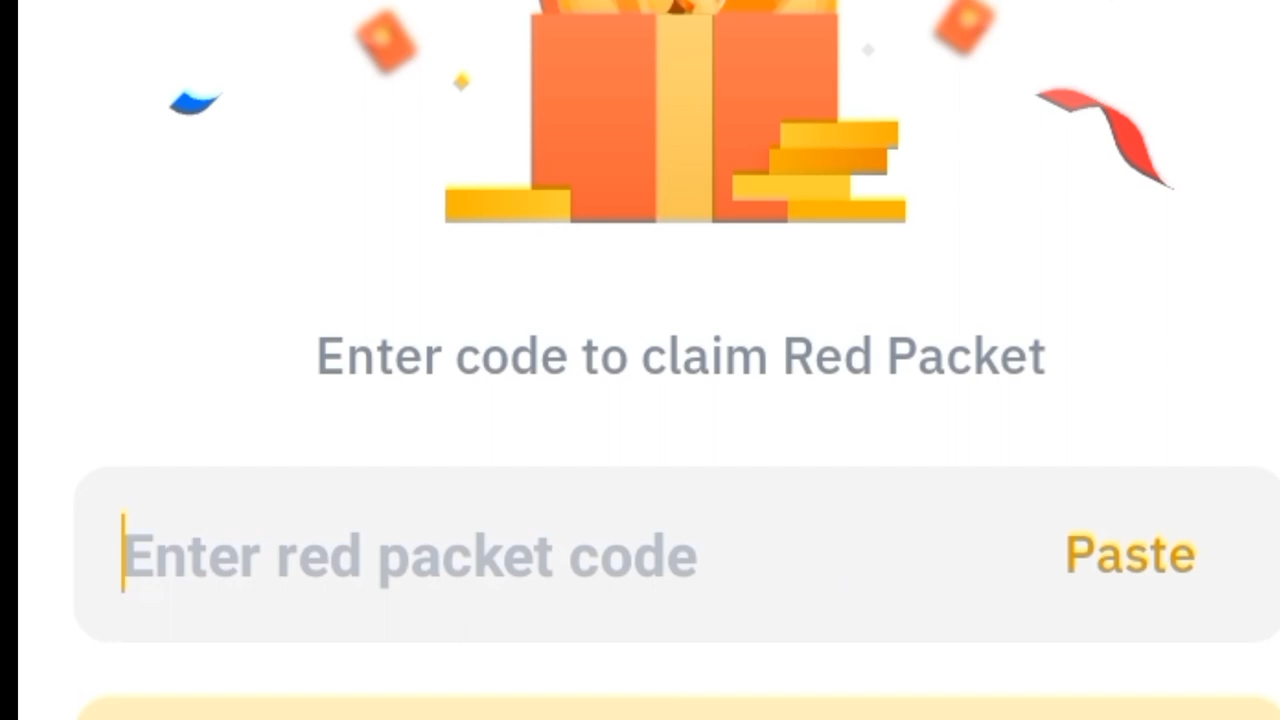 Enter code to claim Red Packet
Enter red packet code
Paste